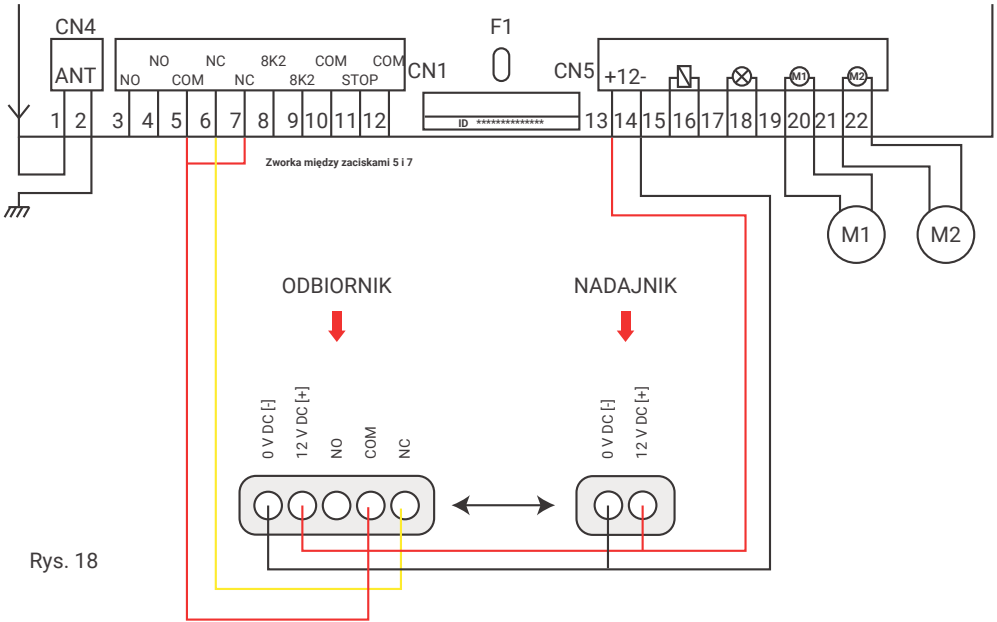 CN4
F1
ANT
NO NO COM NC NC 8K2 8K2 COM STOP COM
CN1
CN5
+12-
M1 M2
ID **************
1 2 3 4 5 6 7 8 9 10 11 12 13 14 15 16 17 18 19 20 21 22
Zworka między zaciskami 5 i 7
M1 M2
ODBIORNIK
NADAJNIK
0 V DC [-]
12 V DC [+]
NO
COM
NC
0 V DC [-]
12 V DC [+]
Rys. 18